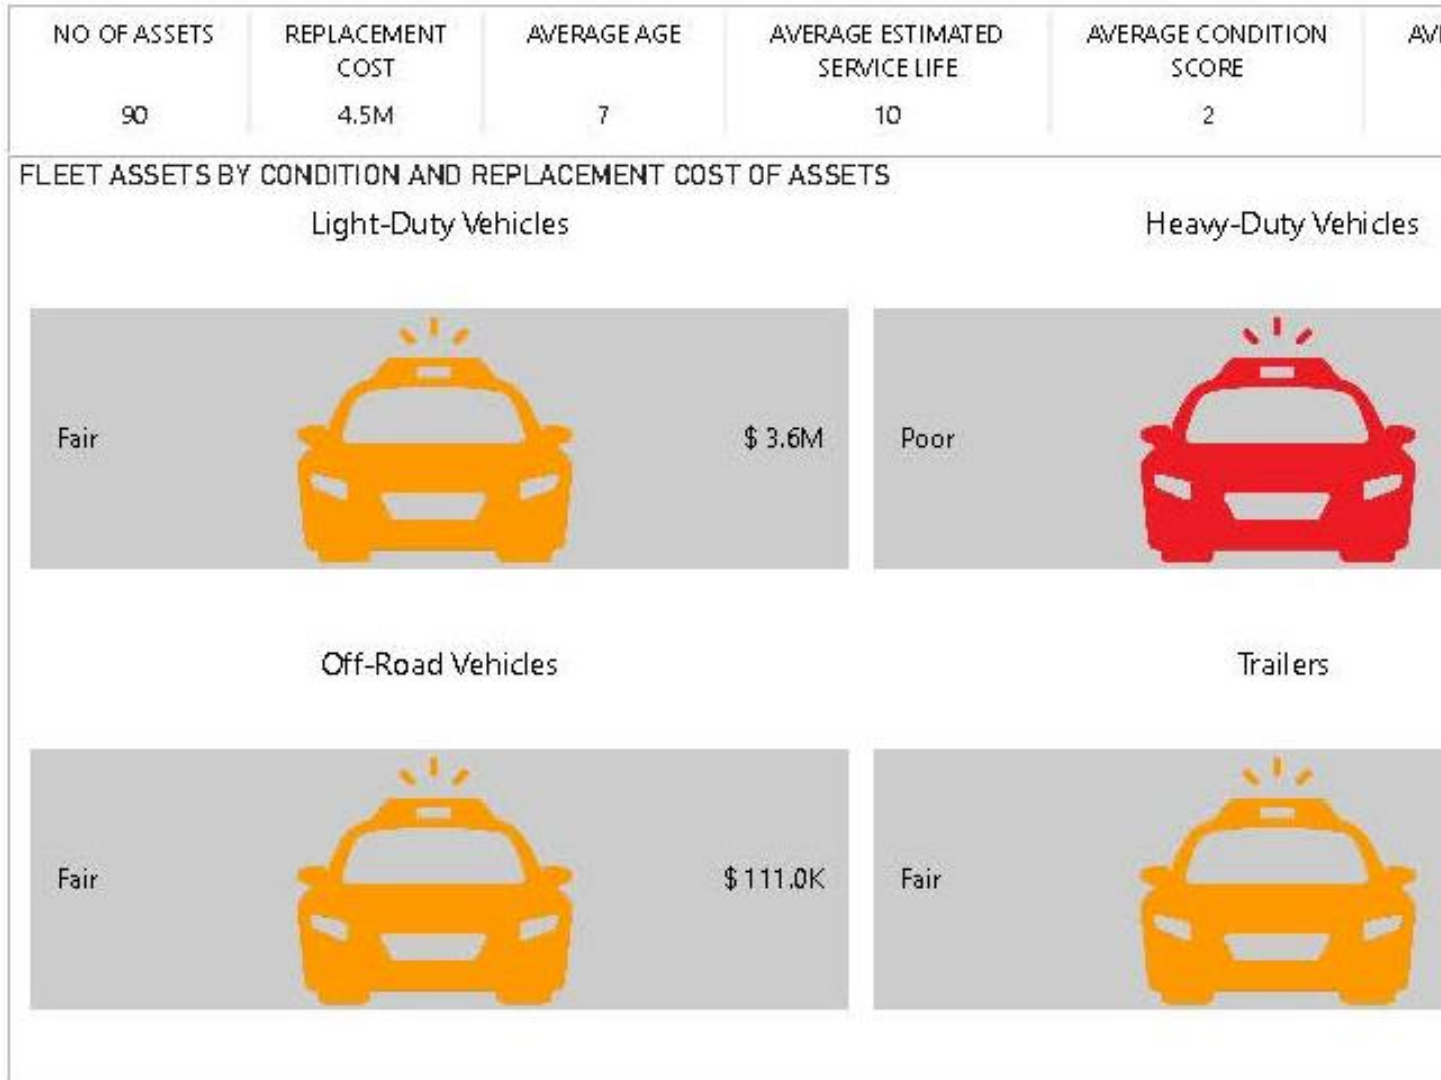 NO OF ASSETS
REPLACEMENT
COST
AVERAGE AGE
AVERAGE ESTIMATED
SERVICE LIFE
AVERAGE CONDITION
SCORE
90
4.5M
7
10
2
FLEET ASSETS BY CONDITION AND REPLACEMENT COST OF ASSETS
Light-Duty Vehicles
Heavy-Duty Vehicles
Fair
$ 3.6M
Poor
Off-Road Vehicles
Trailers
Fair
$ 111.0K
Fair